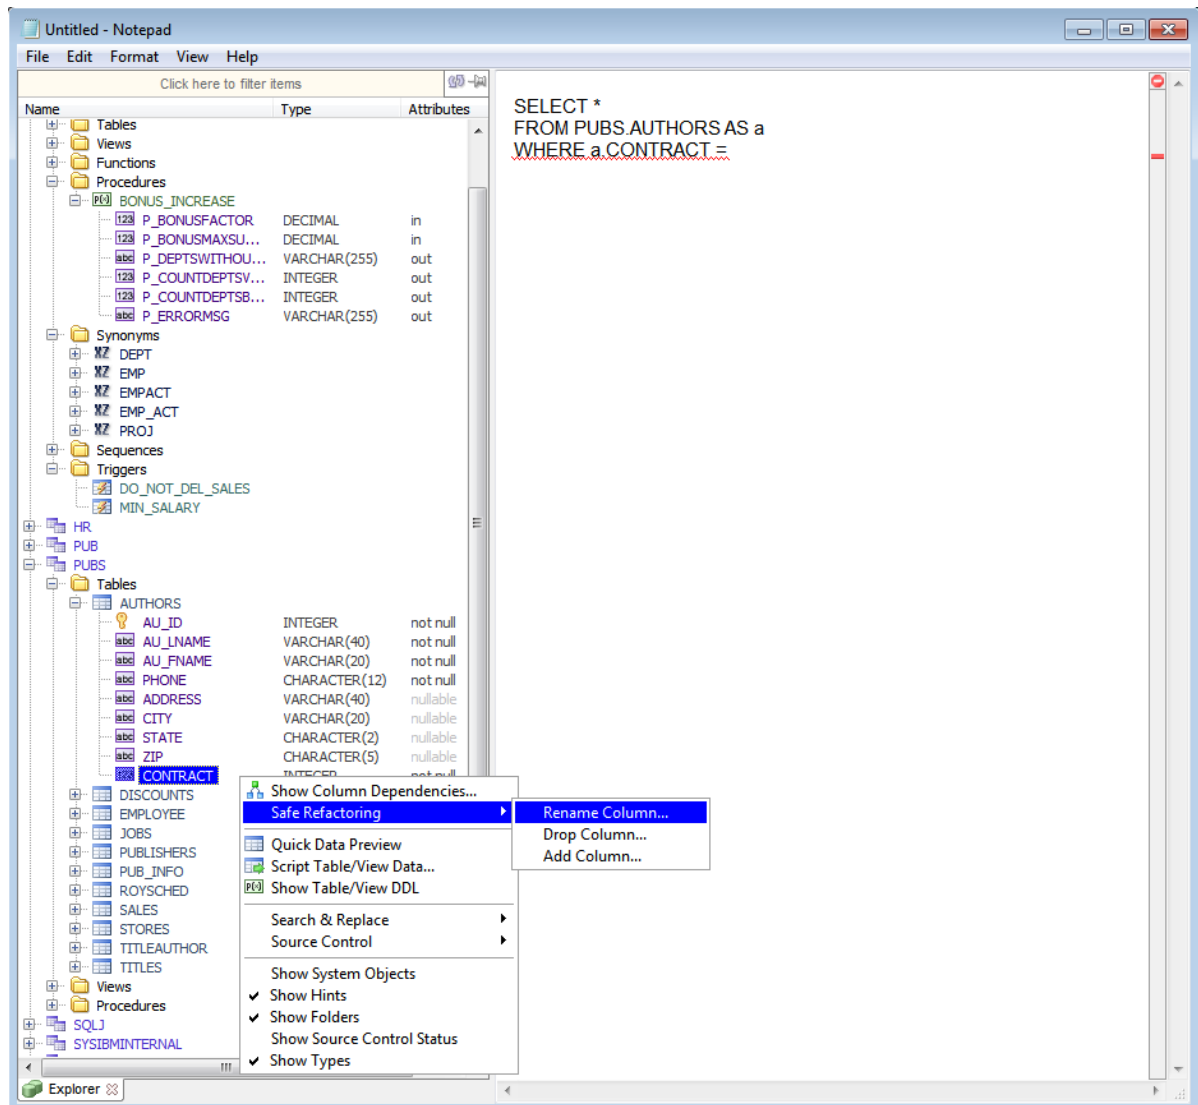 Untitled - Notepad
File Edit Format View Help
Click here to filter items
Name Type Attributes
Tables
Views
Functions
Procedures
BONUS_INCREASE
P_BONUSFACTOR DECIMAL in
P_BONUSMAXSU... DECIMAL in
P_DEPTSWITHOU... VARCHAR(255) out
P_COUNTDEPTSV... INTEGER out
P_COUNTDEPTSB... INTEGER out
P_ERRORMSG VARCHAR(255) out
Synonyms
DEPT
EMP
EMPACT
EMP_ACT
PROJ
Sequences
Triggers
DO_NOT_DEL_SALES
MIN_SALARY
HR
PUB
PUBS
Tables
AUTHORS
AU_ID INTEGER not null
AU_LNAME VARCHAR(40) not null
AU_FNAME VARCHAR(20) not null
PHONE CHARACTER(12) not null
ADDRESS VARCHAR(40) nullable
CITY VARCHAR(20) nullable
STATE CHARACTER(2) nullable
ZIP CHARACTER(5) nullable
CONTRACT INTEGER not null
DISCOUNTS
EMPLOYEE
JOBS
PUBLISHERS
PUB_INFO
ROYSCHED
SALES
STORES
TITLEAUTHOR
TITLES
Views
Procedures
SQLJ
SYSIBMINTERNAL
Explorer
SELECT *
FROM PUBS.AUTHORS AS a
WHERE a.CONTRACT =
Show Column Dependencies...
Safe Refactoring
Quick Data Preview
Script Table/View Data...
Show Table/View DDL
Search & Replace
Source Control
Show System Objects
Show Hints
Show Folders
Show Source Control Status
Show Types
Rename Column...
Drop Column...
Add Column...